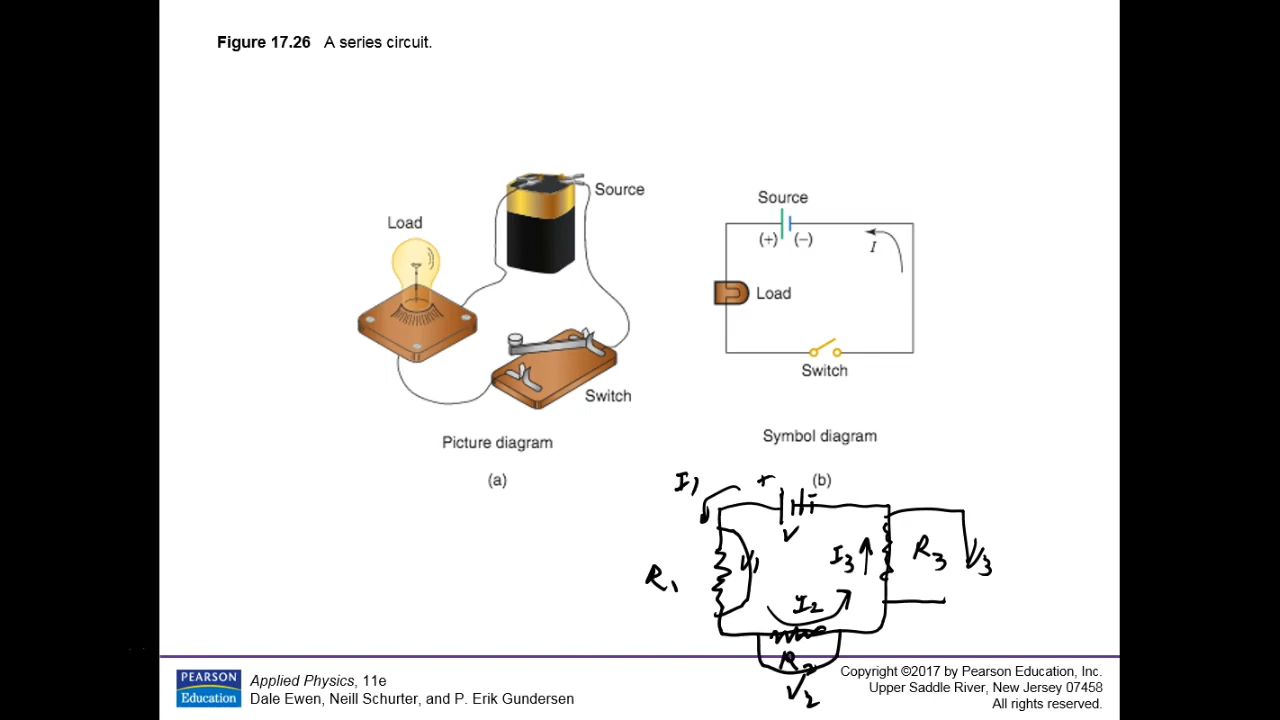 Figure 17.26 A series circuit.
Source
Load
Switch
Picture diagram
(a)
Source
(+) (−)
I
Load
Switch
Symbol diagram
(b)
I1
+ −
V
R1
V1
I2
R2
V2
I3
R3
V3
PEARSON
Education
Applied Physics, 11e
Dale Ewen, Neill Schurter, and P. Erik Gundersen
Copyright ©2017 by Pearson Education, Inc.
Upper Saddle River, New Jersey 07458
All rights reserved.